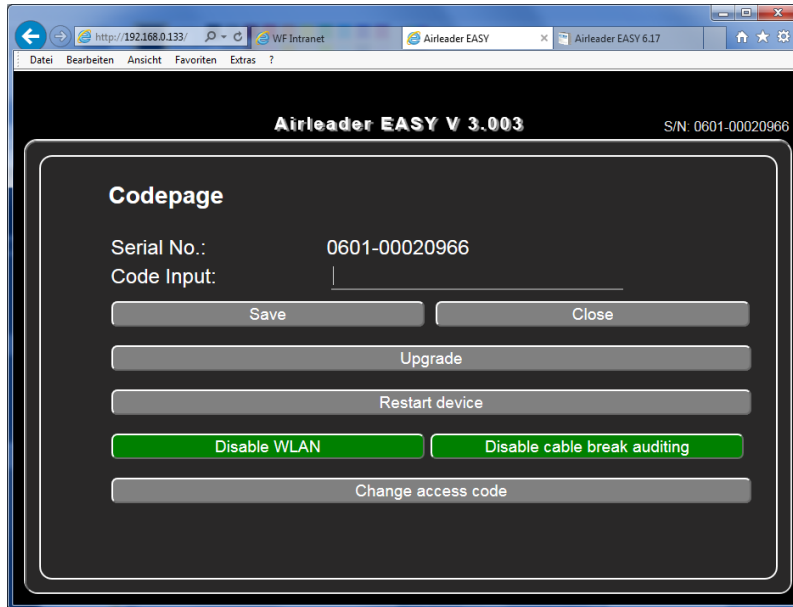 http://192.168.0.133/ WF Intranet Airleader EASY Airleader EASY 6.17
Datei Bearbeiten Ansicht Favoriten Extras ?
Airleader EASY V 3.003
S/N: 0601-00020966
Codepage
Serial No.: 0601-00020966
Code Input:
Save Close
Upgrade
Restart device
Disable WLAN Disable cable break auditing
Change access code